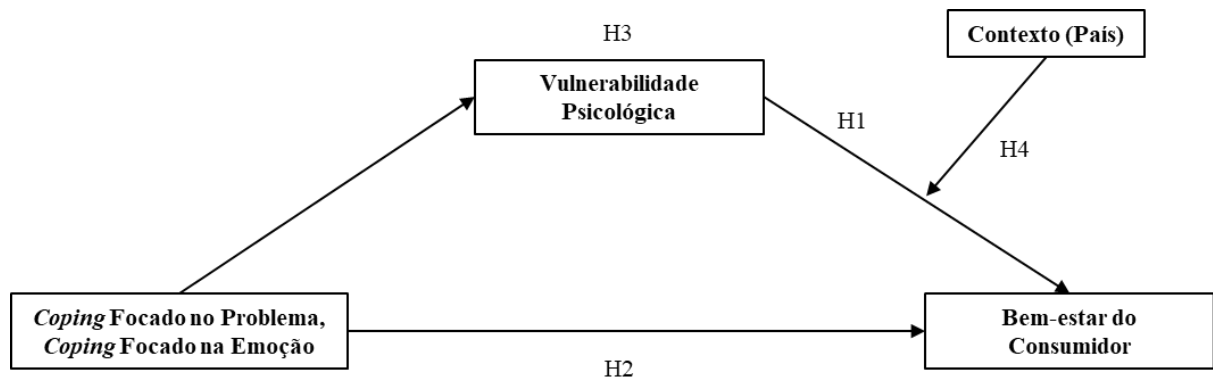 H3
Contexto (País)
Vulnerabilidade
Psicológica
H1
H4
Coping Focado no Problema,
Coping Focado na Emoção
H2
Bem-estar do
Consumidor